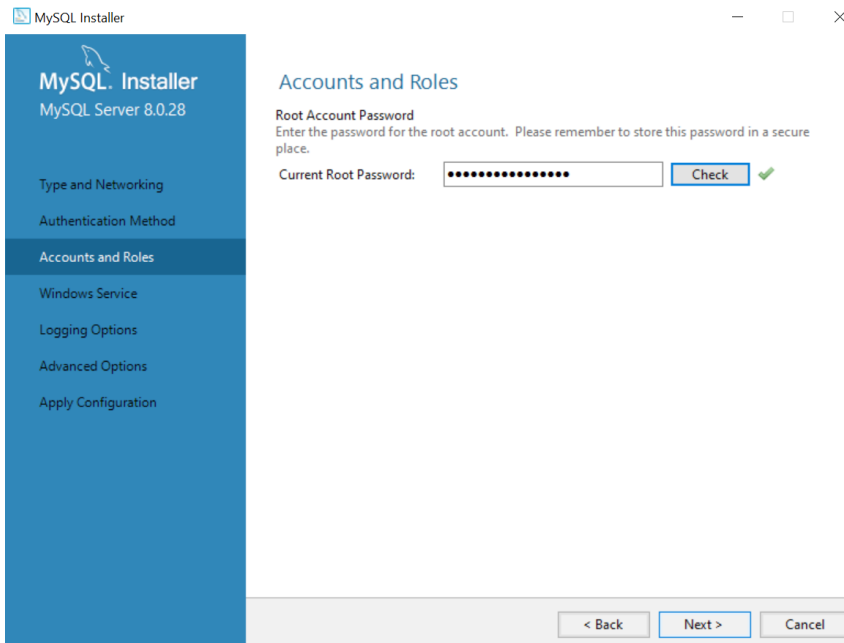 MySQL Installer
MySQL. Installer
MySQL Server 8.0.28
Type and Networking
Authentication Method
Accounts and Roles
Windows Service
Logging Options
Advanced Options
Apply Configuration
Accounts and Roles
Root Account Password
Enter the password for the root account.  Please remember to store this password in a secure
place.
Current Root Password: •••••••••••••••• Check
< Back Next > Cancel